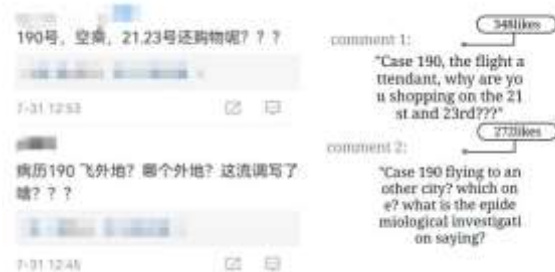 190号，空乘，21.23号还购物呢？？？
7-31 12:53
病历190 飞外地？哪个外地？这流调写了
啥？？？
7-31 12:45
348likes
comment 1:
"Case 190, the flight a
ttendant, why are yo
u shopping on the 21
st and 23rd???"
272likes
comment 2:
"Case 190 flying to an
other city? which on
e? what is the epide
miological investigati
on saying?